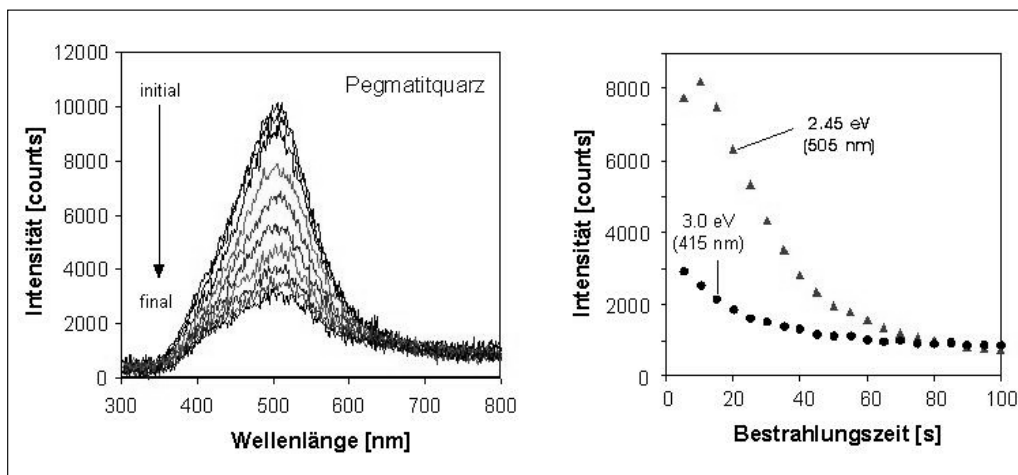 Intensität [counts]
12000
10000
8000
6000
4000
2000
0
initial
final
Pegmatitquarz
300 400 500 600 700 800
Wellenlänge [nm]
Intensität [counts]
8000
6000
4000
2000
0
2.45 eV
(505 nm)
3.0 eV
(415 nm)
0 20 40 60 80 100
Bestrahlungszeit [s]